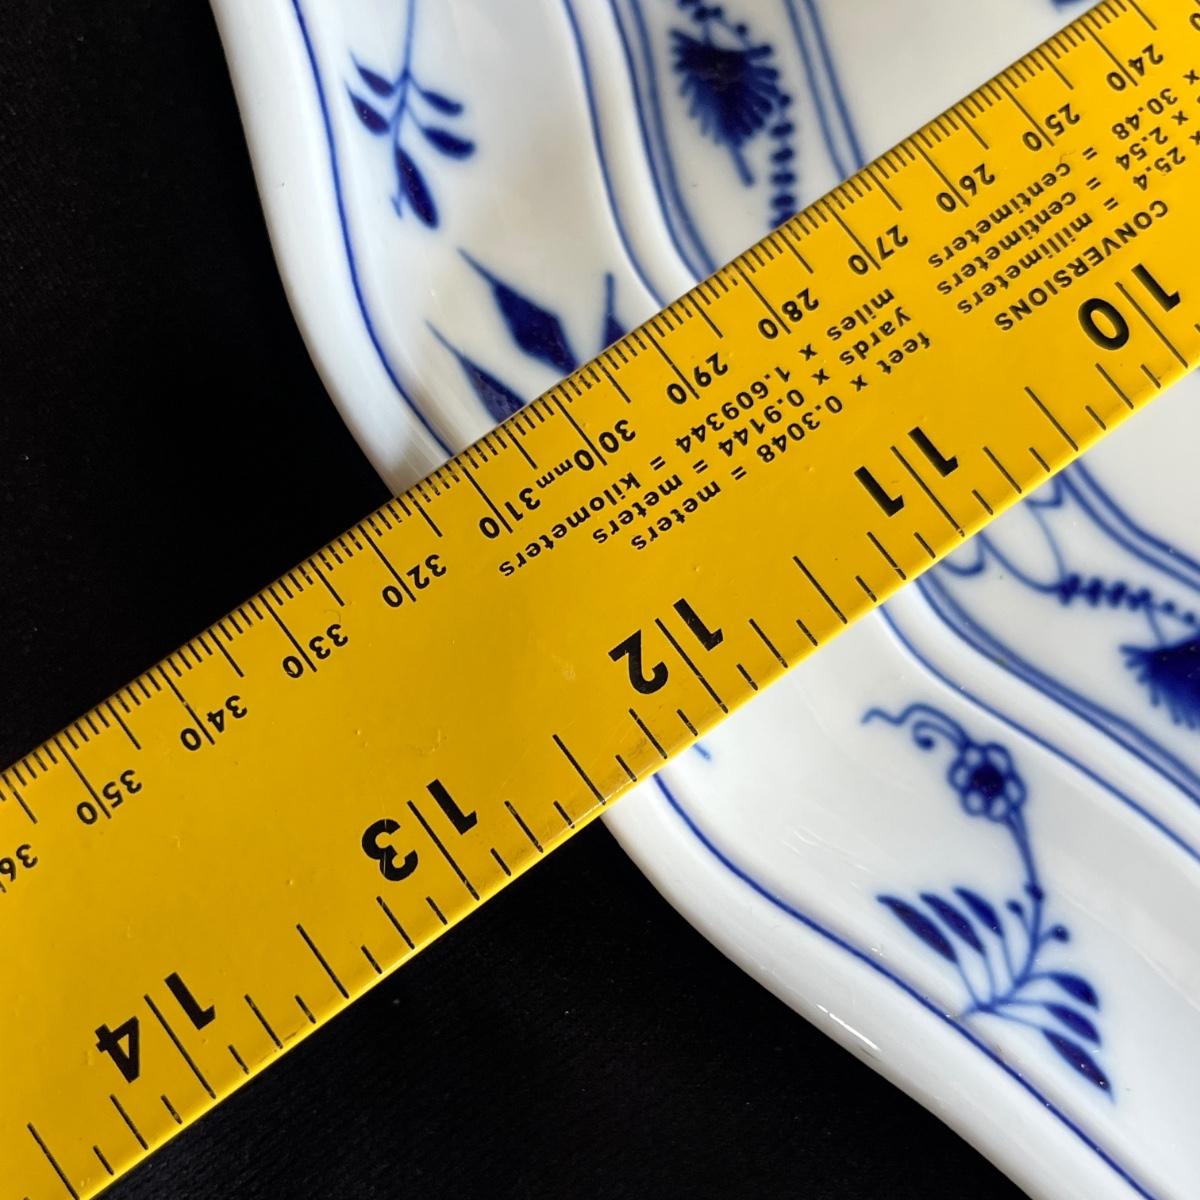 10 11 12 13 14
CONVERSIONS
x 25.4 = millimeters
x 2.54 = centimeters
x 30.48 = centimeters
feet x 0.3048 = meters
yards x 0.9144 = meters
miles x 1.609344 = kilometers
240 250 260 270 280 290 300mm 310 320 330 340 350 36